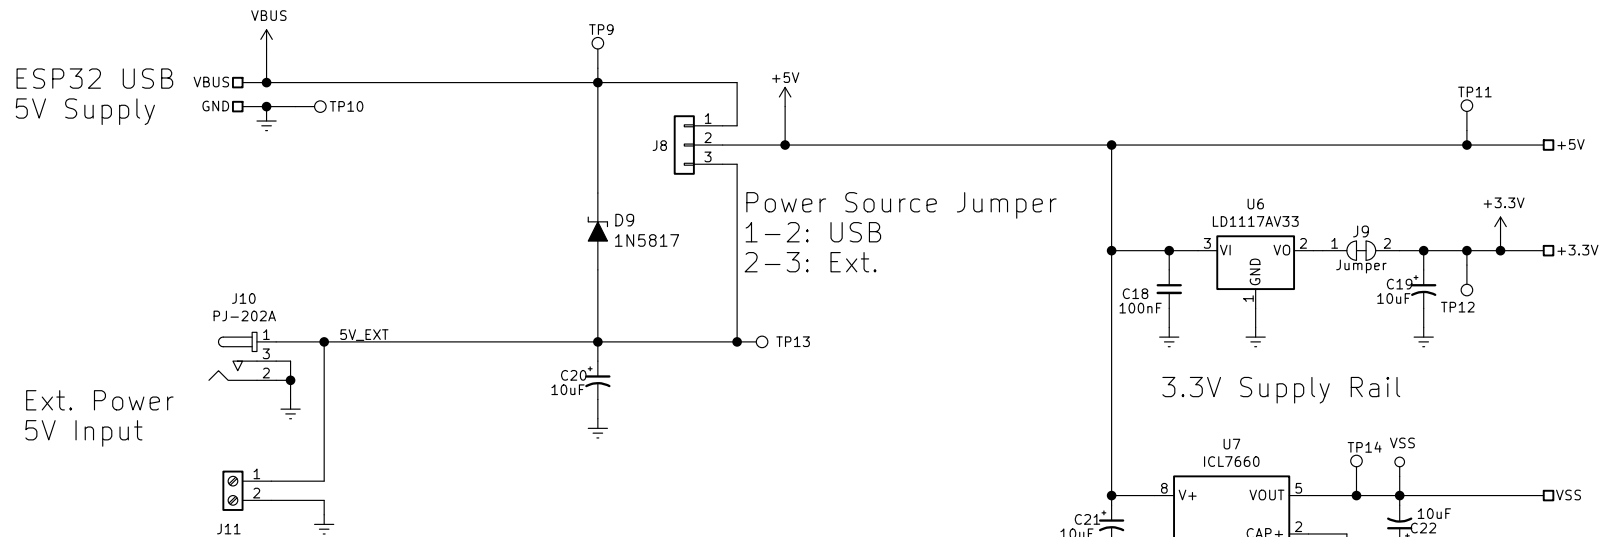 VBUS
TP9
ESP32 USB
5V Supply
VBUS
GND
TP10
+5V
TP11
J8
1
2
3
+5V
Power Source Jumper
1-2: USB
2-3: Ext.
D9
1N5817
U6
LD1117AV33
3
VI
VO
2
GND
1
J9
1
2
Jumper
+3.3V
+3.3V
C18
100nF
C19
+
10uF
TP12
J10
PJ-202A
1
3
2
5V_EXT
TP13
C20
+
10uF
3.3V Supply Rail
Ext. Power
5V Input
1
2
J11
U7
ICL7660
TP14
VSS
8
V+
VOUT
5
VSS
C21
+
10uF
CAP+
2
10uF
C22
+